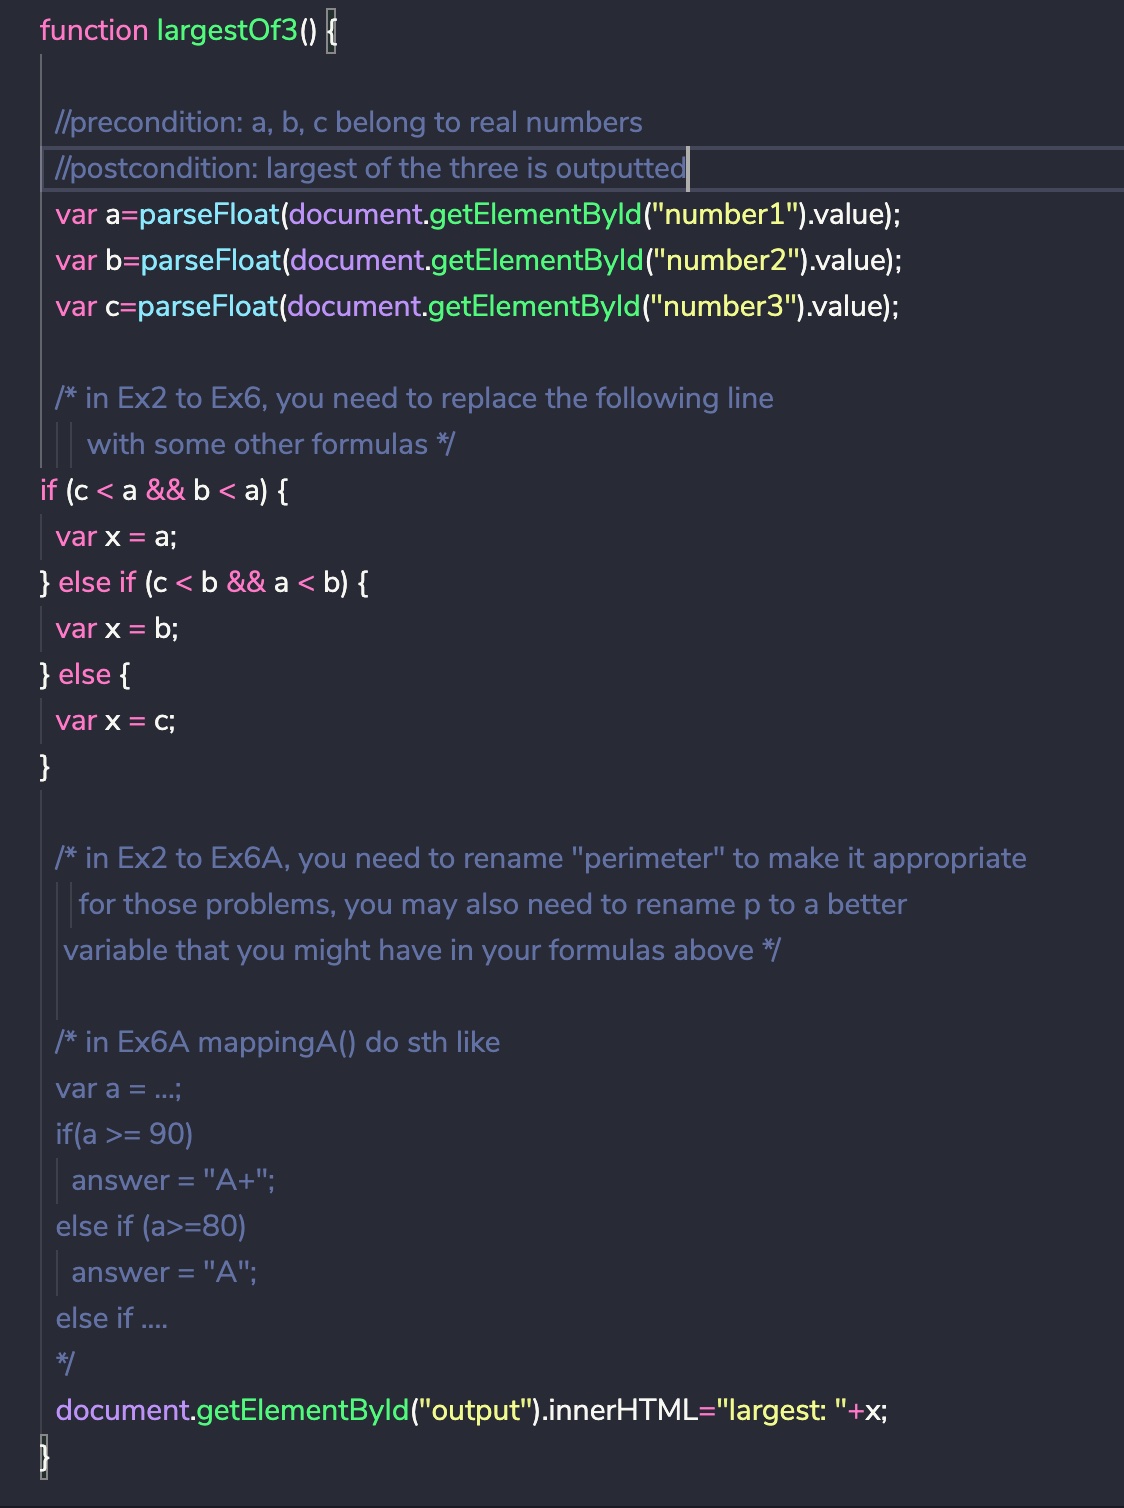 function largestOf3() {
//precondition: a, b, c belong to real numbers
//postcondition: largest of the three is outputted
var a=parseFloat(document.getElementById("number1").value);
var b=parseFloat(document.getElementById("number2").value);
var c=parseFloat(document.getElementById("number3").value);
/* in Ex2 to Ex6, you need to replace the following line
with some other formulas */
if (c < a && b < a) {
var x = a;
} else if (c < b && a < b) {
var x = b;
} else {
var x = c;
}
/* in Ex2 to Ex6A, you need to rename "perimeter" to make it appropriate
for those problems, you may also need to rename p to a better
variable that you might have in your formulas above */
/* in Ex6A mappingA() do sth like
var a = ...;
if(a >= 90)
answer = "A+";
else if (a>=80)
answer = "A";
else if ....
*/
document.getElementById("output").innerHTML="largest: "+x;
}